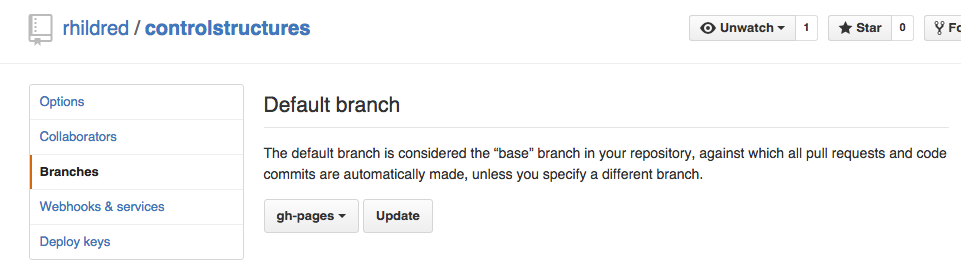 rhildred / controlstructures
Unwatch 1 Star 0 Fo
Options
Collaborators
Branches
Webhooks & services
Deploy keys
Default branch
The default branch is considered the “base” branch in your repository, against which all pull requests and code
commits are automatically made, unless you specify a different branch.
gh-pages Update